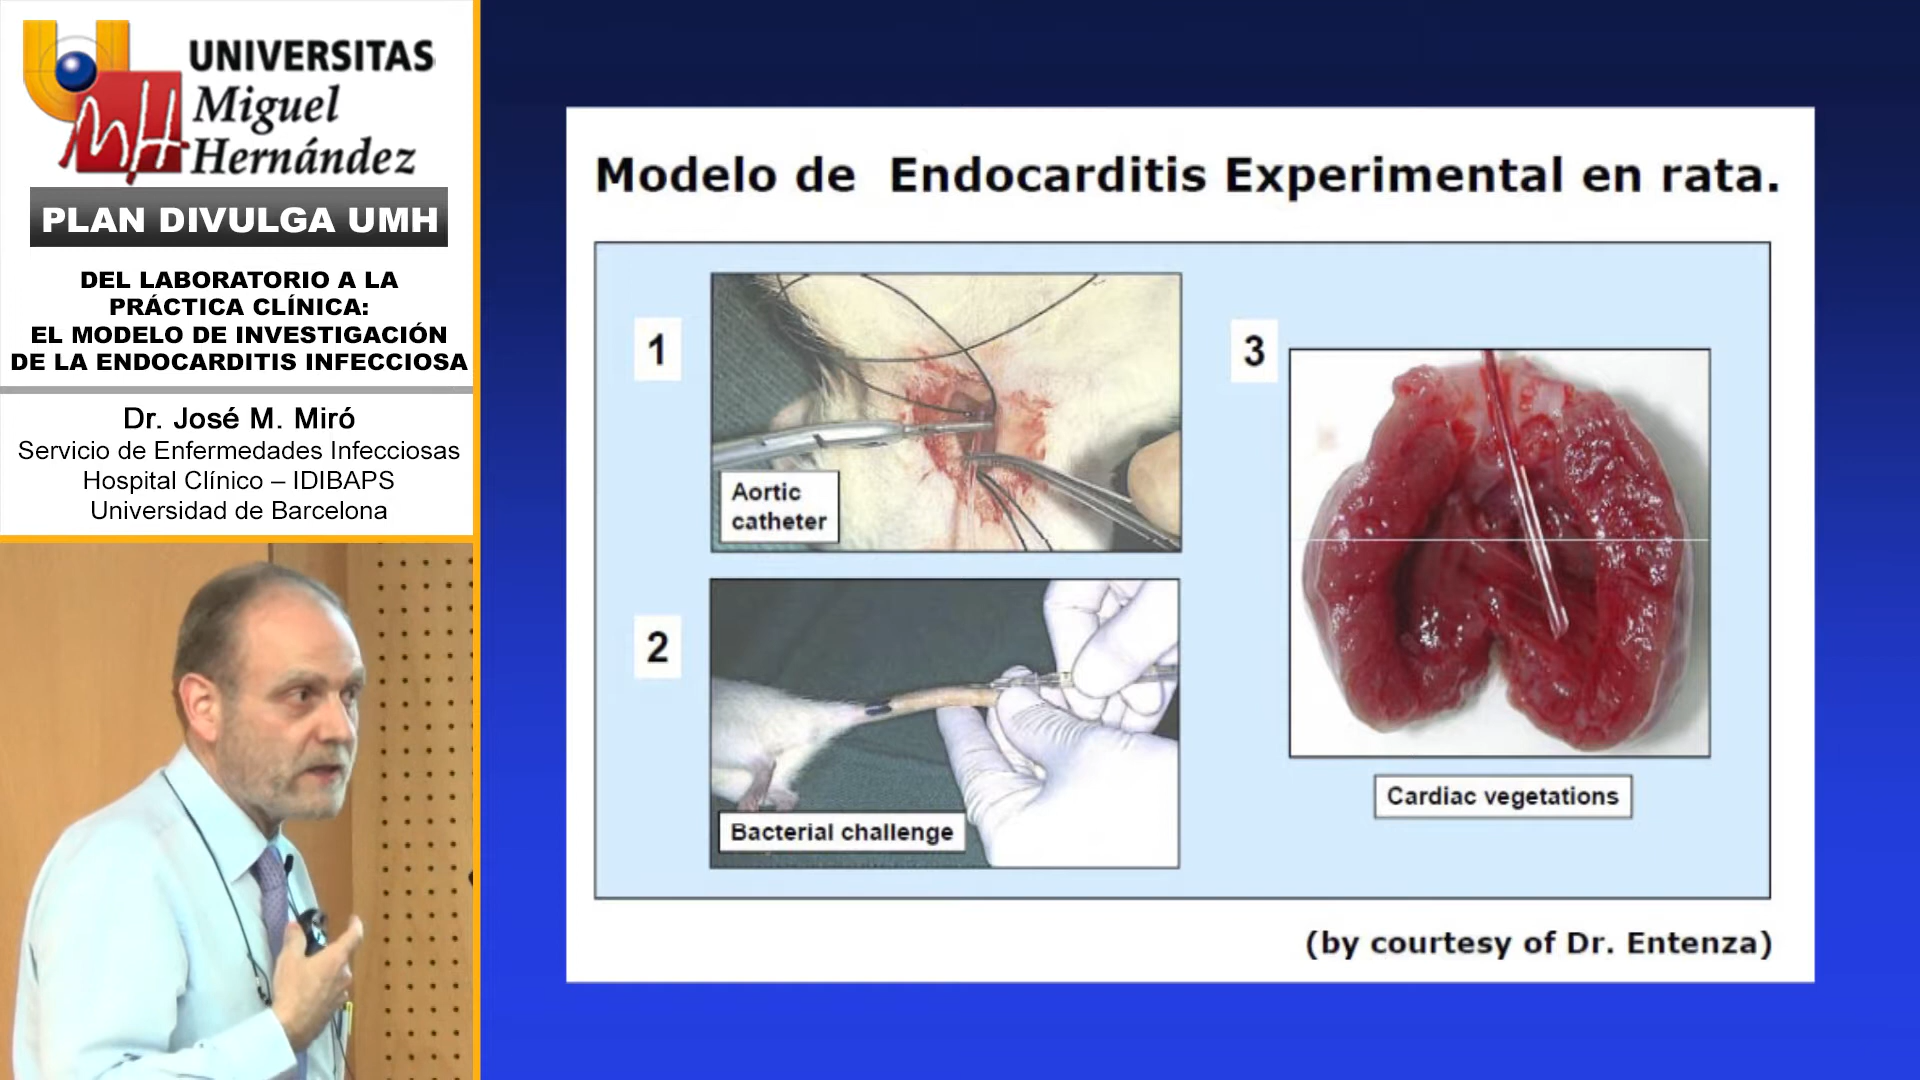 UNIVERSITAS
Miguel
Hernández
PLAN DIVULGA UMH
DEL LABORATORIO A LA
PRÁCTICA CLÍNICA:
EL MODELO DE INVESTIGACIÓN
DE LA ENDOCARDITIS INFECCIOSA
Dr. José M. Miró
Servicio de Enfermedades Infecciosas
Hospital Clínico – IDIBAPS
Universidad de Barcelona
Modelo de Endocarditis Experimental en rata.
1
Aortic
catheter
2
Bacterial challenge
3
Cardiac vegetations
(by courtesy of Dr. Entenza)